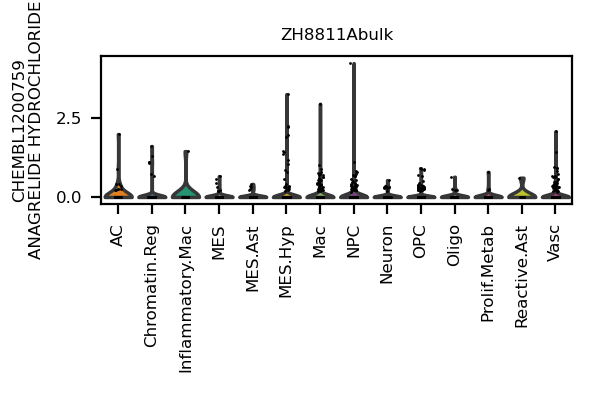 ZH8811Abulk
CHEMBL1200759
ANAGRELIDE HYDROCHLORIDE
2.5
0.0
AC
Chromatin.Reg
Inflammatory.Mac
MES
MES.Ast
MES.Hyp
Mac
NPC
Neuron
OPC
Oligo
Prolif.Metab
Reactive.Ast
Vasc